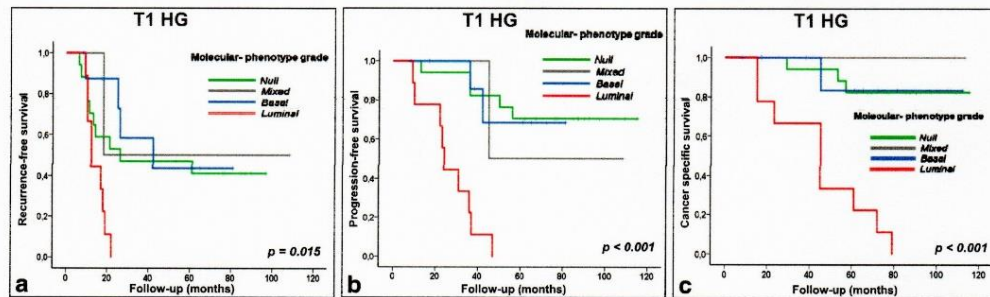 T1 HG
Molecular- phenotype grade
Null
Mixed
Basal
Luminal
Recurrence-free survival
1,0
0,8
0,6
0,4
0,2
0,0
0
20
40
60
80
100
120
p = 0.015
Follow-up (months)
a
T1 HG
Molecular-phenotype grade
Null
Mixed
Basal
Luminal
Progression-free survival
1,0
0,8
0,6
0,4
0,2
0,0
0
20
40
60
80
100
120
p < 0.001
Follow-up (months)
b
T1 HG
Molecular-phenotype grade
Null
Mixed
Basal
Luminal
Cancer specific survival
1,0
0,8
0,6
0,4
0,2
0,0
0
20
40
60
80
100
120
p < 0.001
Follow-up (months)
c